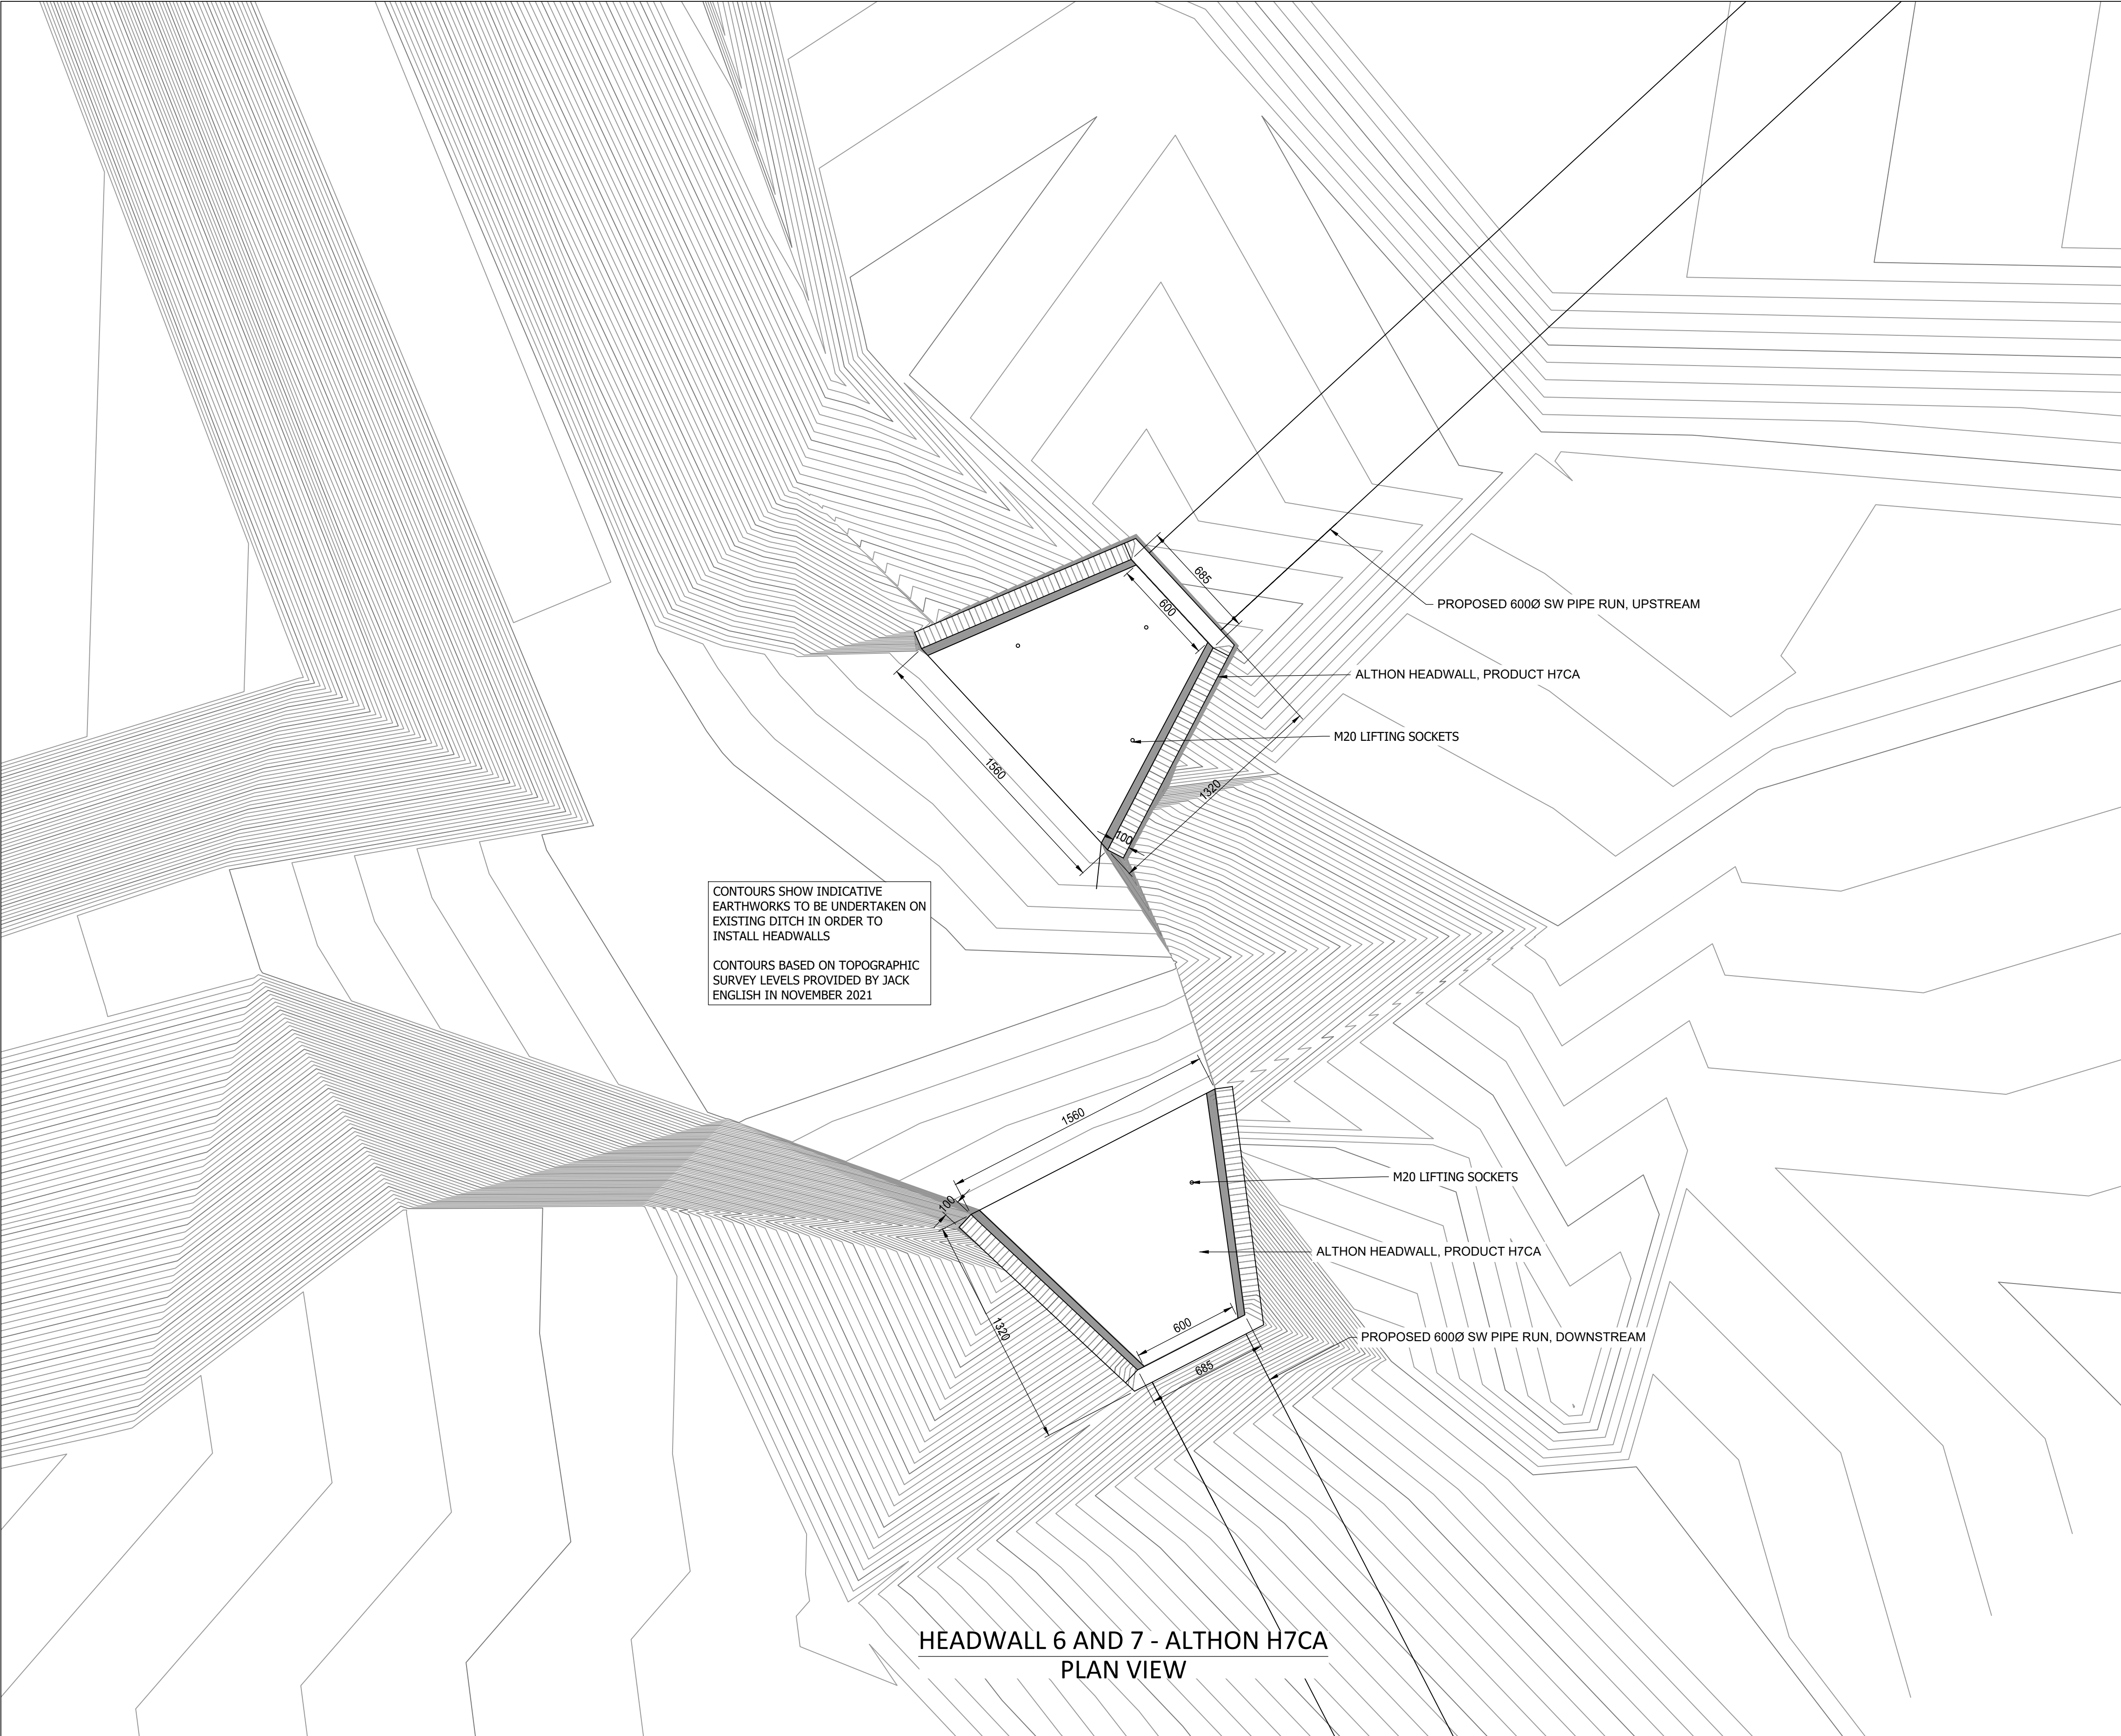 685
600
PROPOSED 600Ø SW PIPE RUN, UPSTREAM
ALTHON HEADWALL, PRODUCT H7CA
M20 LIFTING SOCKETS
1560
1320
100
CONTOURS SHOW INDICATIVE
EARTHWORKS TO BE UNDERTAKEN ON
EXISTING DITCH IN ORDER TO
INSTALL HEADWALLS
CONTOURS BASED ON TOPOGRAPHIC
SURVEY LEVELS PROVIDED BY JACK
ENGLISH IN NOVEMBER 2021
1560
M20 LIFTING SOCKETS
100
ALTHON HEADWALL, PRODUCT H7CA
1320
600
PROPOSED 600Ø SW PIPE RUN, DOWNSTREAM
685
HEADWALL 6 AND 7 - ALTHON H7CA
PLAN VIEW